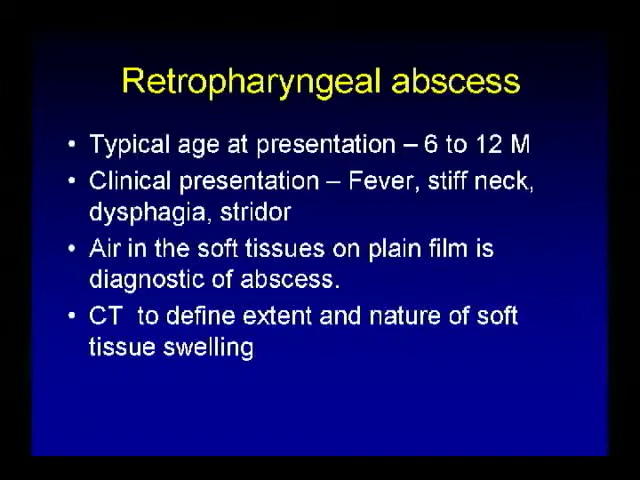 Retropharyngeal abscess
• Typical age at presentation – 6 to 12 M
• Clinical presentation – Fever, stiff neck,
dysphagia, stridor
• Air in the soft tissues on plain film is
diagnostic of abscess.
• CT to define extent and nature of soft
tissue swelling